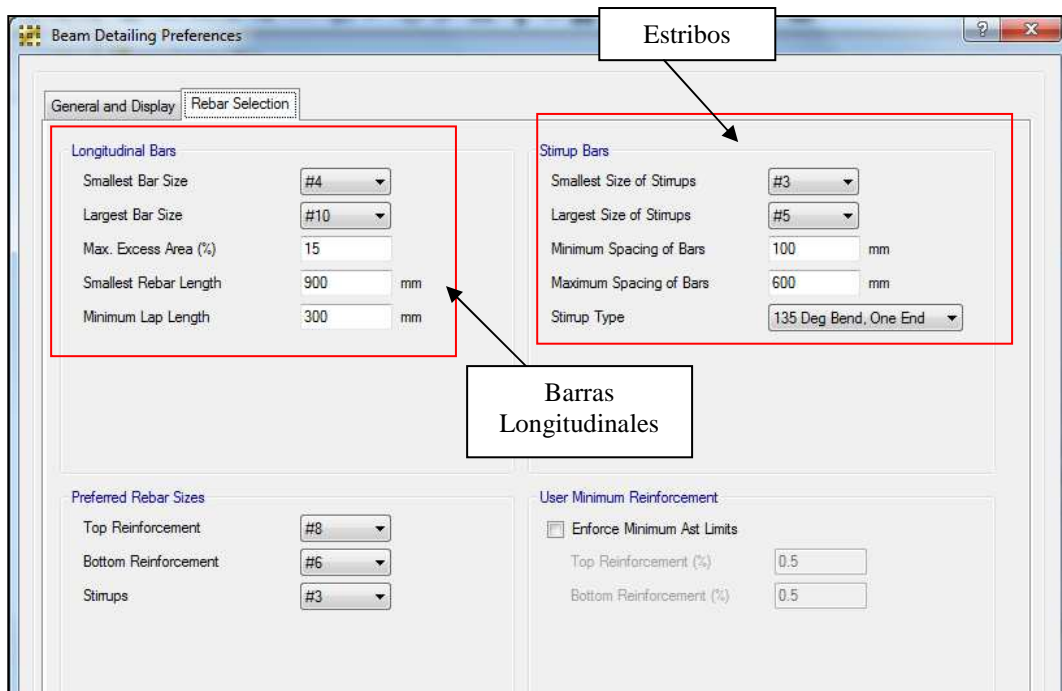 Beam Detailing Preferences
Estribos
General and Display
Rebar Selection
Longitudinal Bars
Smallest Bar Size #4
Largest Bar Size #10
Max. Excess Area (%) 15
Smallest Rebar Length 900 mm
Minimum Lap Length 300 mm
Stirrup Bars
Smallest Size of Stirrups #3
Largest Size of Stirrups #5
Minimum Spacing of Bars 100 mm
Maximum Spacing of Bars 600 mm
Stirrup Type 135 Deg Bend, One End
Barras
Longitudinales
Preferred Rebar Sizes
Top Reinforcement #8
Bottom Reinforcement #6
Stirrups #3
User Minimum Reinforcement
Enforce Minimum Ast Limits
Top Reinforcement (%) 0.5
Bottom Reinforcement (%) 0.5